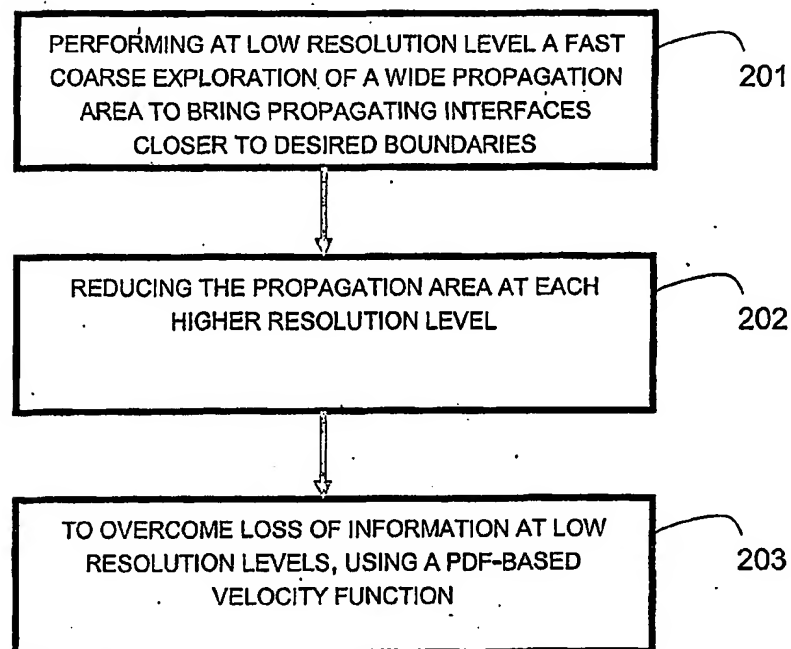 PERFORMING AT LOW RESOLUTION LEVEL A FAST
COARSE EXPLORATION OF A WIDE PROPAGATION
AREA TO BRING PROPAGATING INTERFACES
CLOSER TO DESIRED BOUNDARIES
201
REDUCING THE PROPAGATION AREA AT EACH
HIGHER RESOLUTION LEVEL
202
TO OVERCOME LOSS OF INFORMATION AT LOW
RESOLUTION LEVELS, USING A PDF-BASED
VELOCITY FUNCTION
203